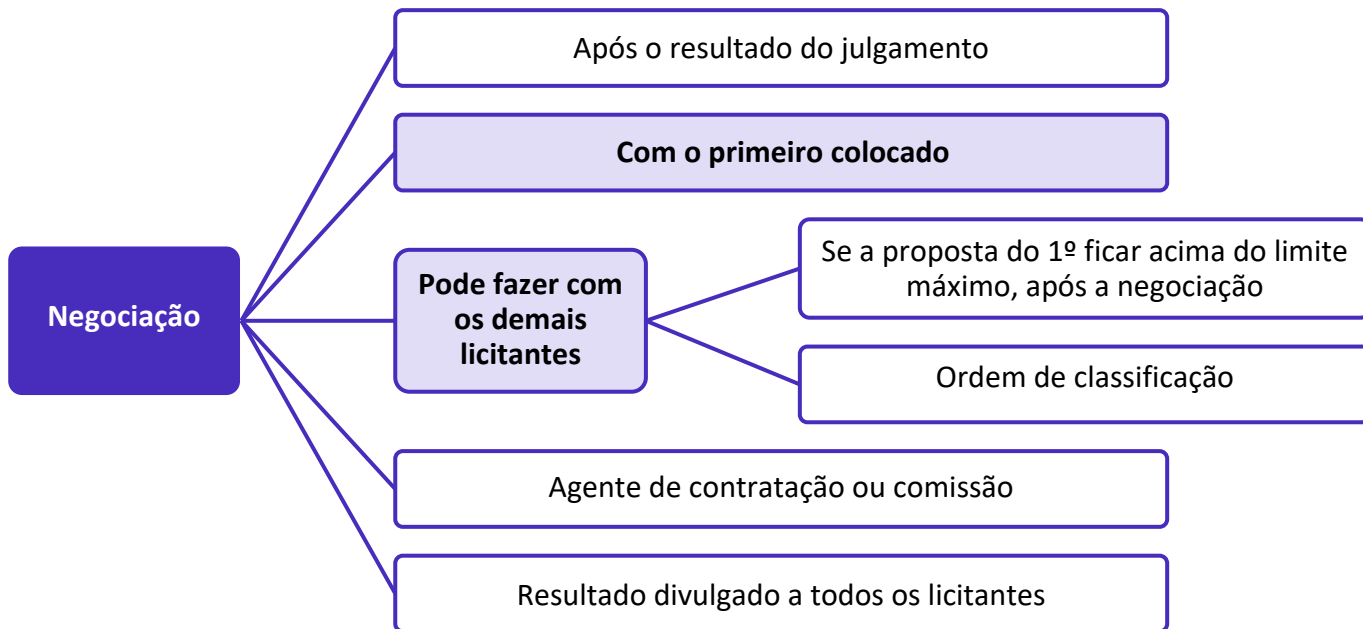 Após o resultado do julgamento
Com o primeiro colocado
Negociação
Pode fazer com
os demais
licitantes
Se a proposta do 1º ficar acima do limite
máximo, após a negociação
Ordem de classificação
Agente de contratação ou comissão
Resultado divulgado a todos os licitantes